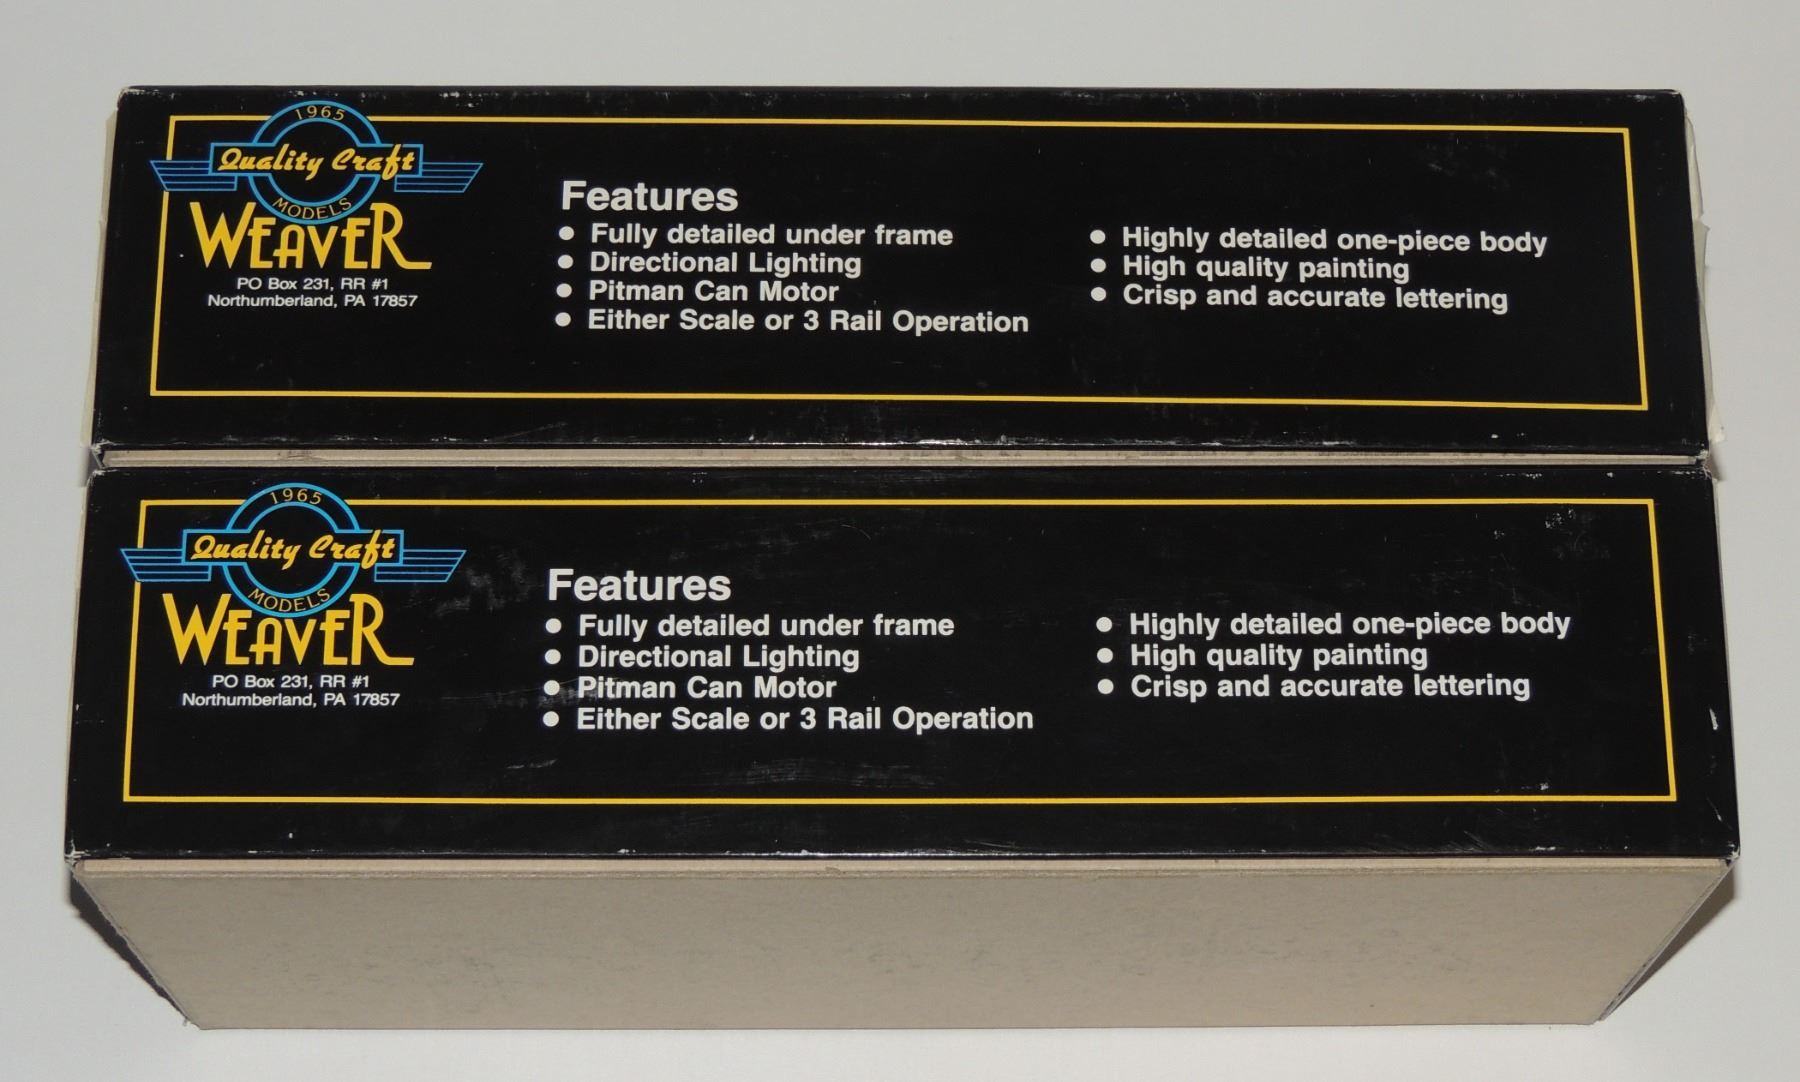 1965
Quality Craft
MODELS
WEAVER
PO Box 231, RR #1
Northumberland, PA 17857
Features
• Fully detailed under frame
• Directional Lighting
• Pitman Can Motor
• Either Scale or 3 Rail Operation
• Highly detailed one-piece body
• High quality painting
• Crisp and accurate lettering
1965
Quality Craft
MODELS
WEAVER
PO Box 231, RR #1
Northumberland, PA 17857
Features
• Fully detailed under frame
• Directional Lighting
• Pitman Can Motor
• Either Scale or 3 Rail Operation
• Highly detailed one-piece body
• High quality painting
• Crisp and accurate lettering